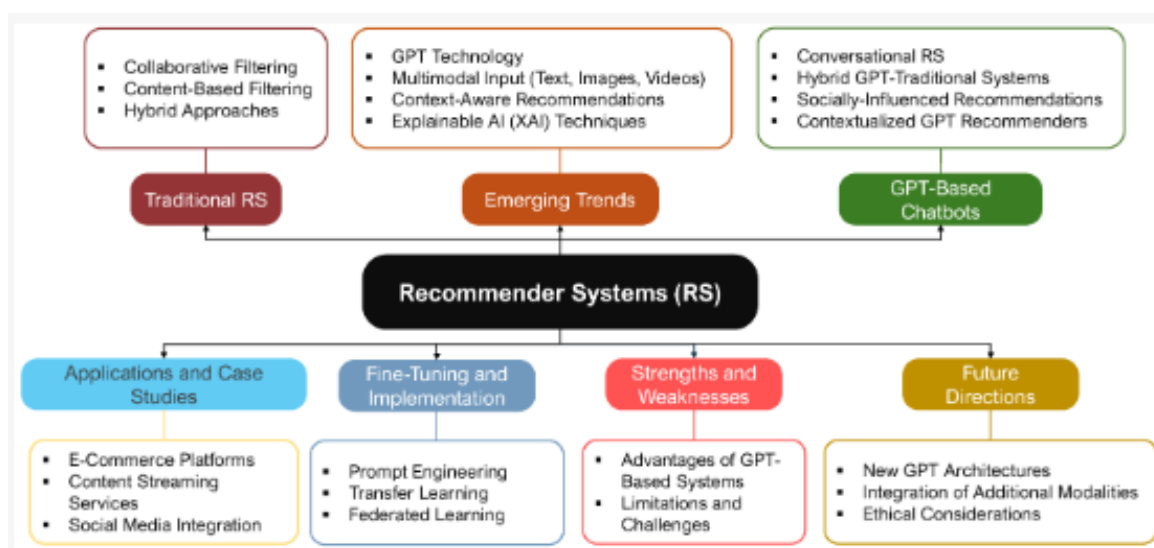 ▪ Collaborative Filtering
▪ Content-Based Filtering
▪ Hybrid Approaches
▪ GPT Technology
▪ Multimodal Input (Text, Images, Videos)
▪ Context-Aware Recommendations
▪ Explainable AI (XAI) Techniques
▪ Conversational RS
▪ Hybrid GPT-Traditional Systems
▪ Socially-Influenced Recommendations
▪ Contextualized GPT Recommenders
Traditional RS
Emerging Trends
GPT-Based
Chatbots
Recommender Systems (RS)
Applications and Case
Studies
Fine-Tuning and
Implementation
Strengths and
Weaknesses
Future
Directions
▪ E-Commerce Platforms
▪ Content Streaming
Services
▪ Social Media Integration
▪ Prompt Engineering
▪ Transfer Learning
▪ Federated Learning
▪ Advantages of GPT-
Based Systems
▪ Limitations and
Challenges
▪ New GPT Architectures
▪ Integration of Additional Modalities
▪ Ethical Considerations